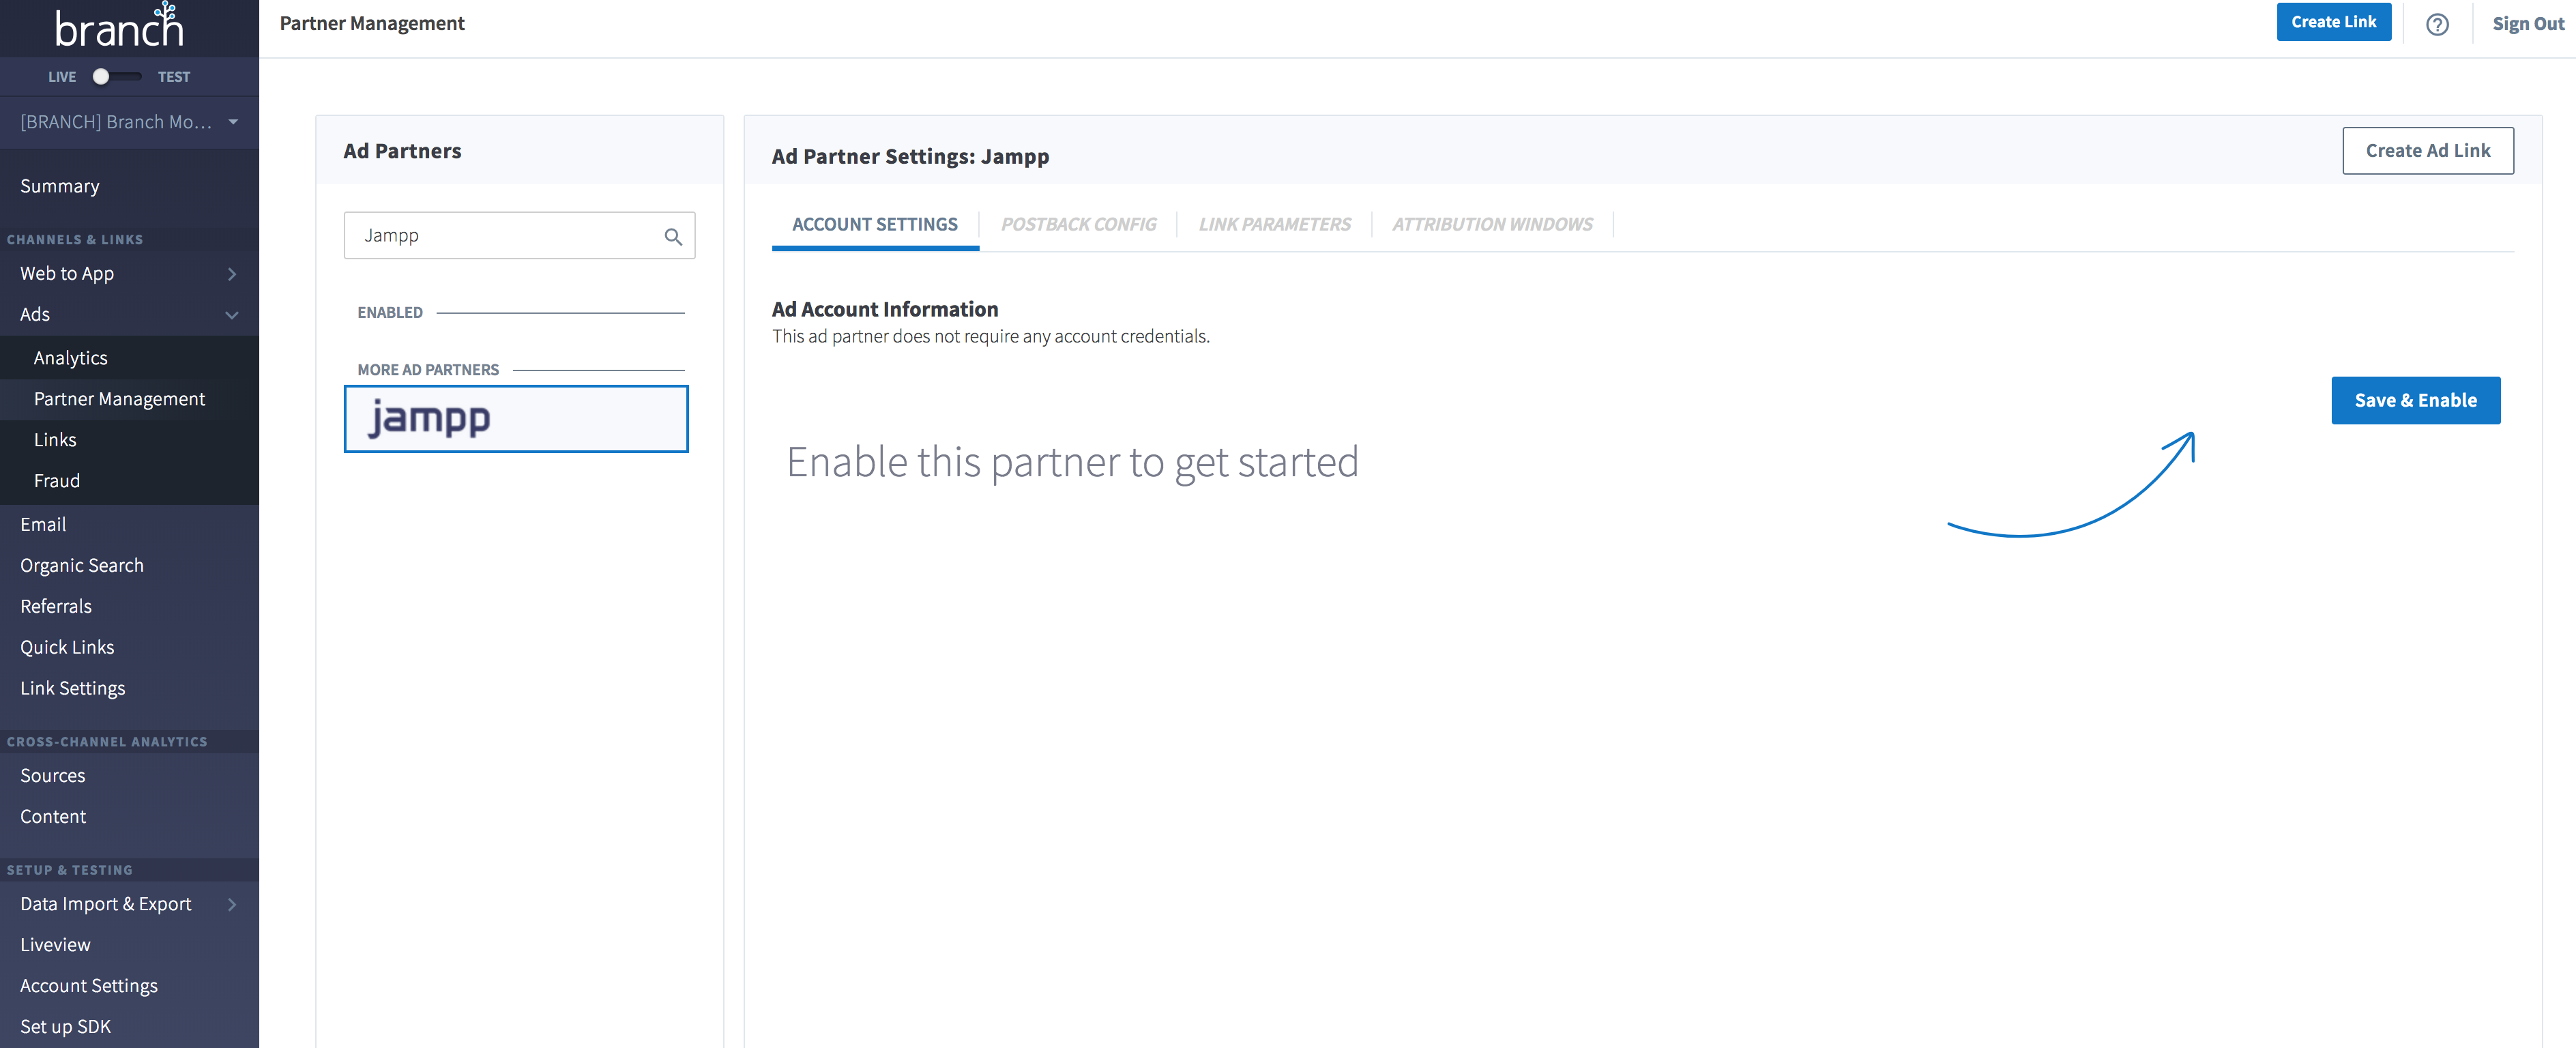 branch
LIVE TEST
[BRANCH] Branch Mo...
Summary
CHANNELS & LINKS
Web to App
Ads
Analytics
Partner Management
Links
Fraud
Email
Organic Search
Referrals
Quick Links
Link Settings
CROSS-CHANNEL ANALYTICS
Sources
Content
SETUP & TESTING
Data Import & Export
Liveview
Account Settings
Set up SDK
Partner Management
Create Link
?
Sign Out
Ad Partners
Jampp
ENABLED
MORE AD PARTNERS
jampp
Ad Partner Settings: Jampp
Create Ad Link
ACCOUNT SETTINGS
POSTBACK CONFIG
LINK PARAMETERS
ATTRIBUTION WINDOWS
Ad Account Information
This ad partner does not require any account credentials.
Save & Enable
Enable this partner to get started